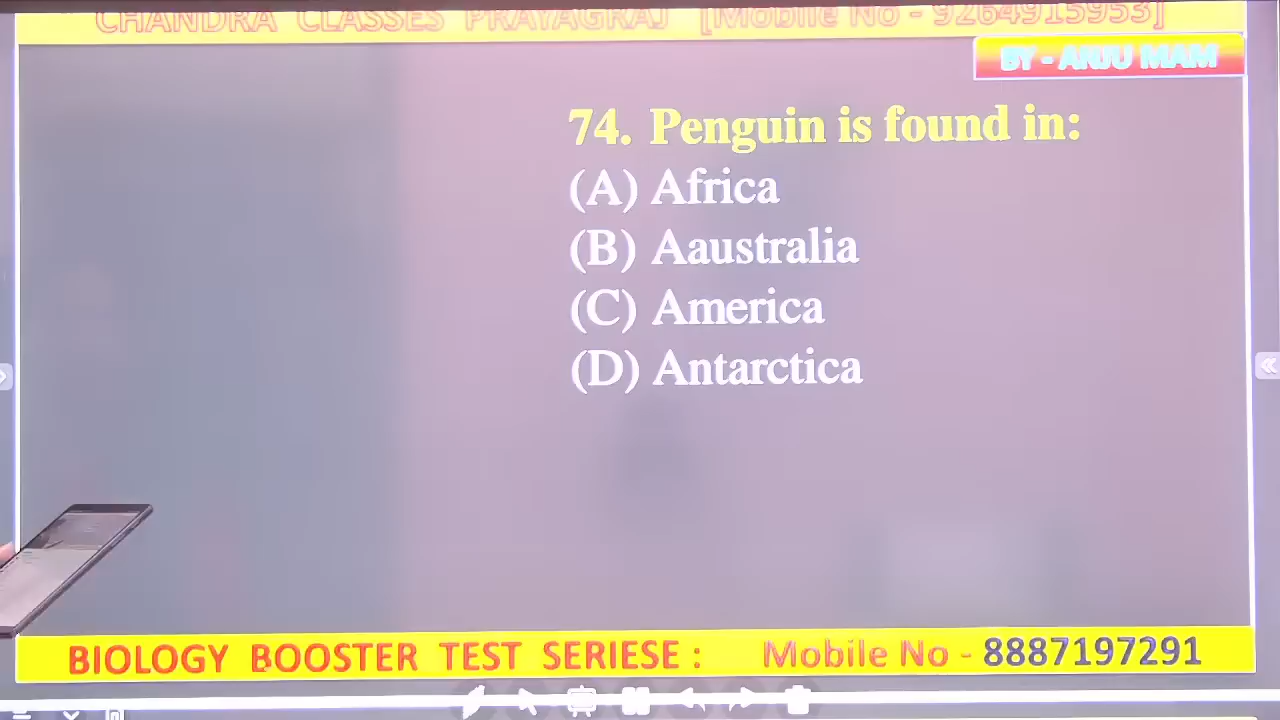 CHANDRA CLASSES PRAYAGRAJ [Mobile No - 9264915953]
BY - ANJU MAM
74. Penguin is found in:
(A) Africa
(B) Aaustralia
(C) America
(D) Antarctica
BIOLOGY BOOSTER TEST SERIESE : Mobile No - 8887197291